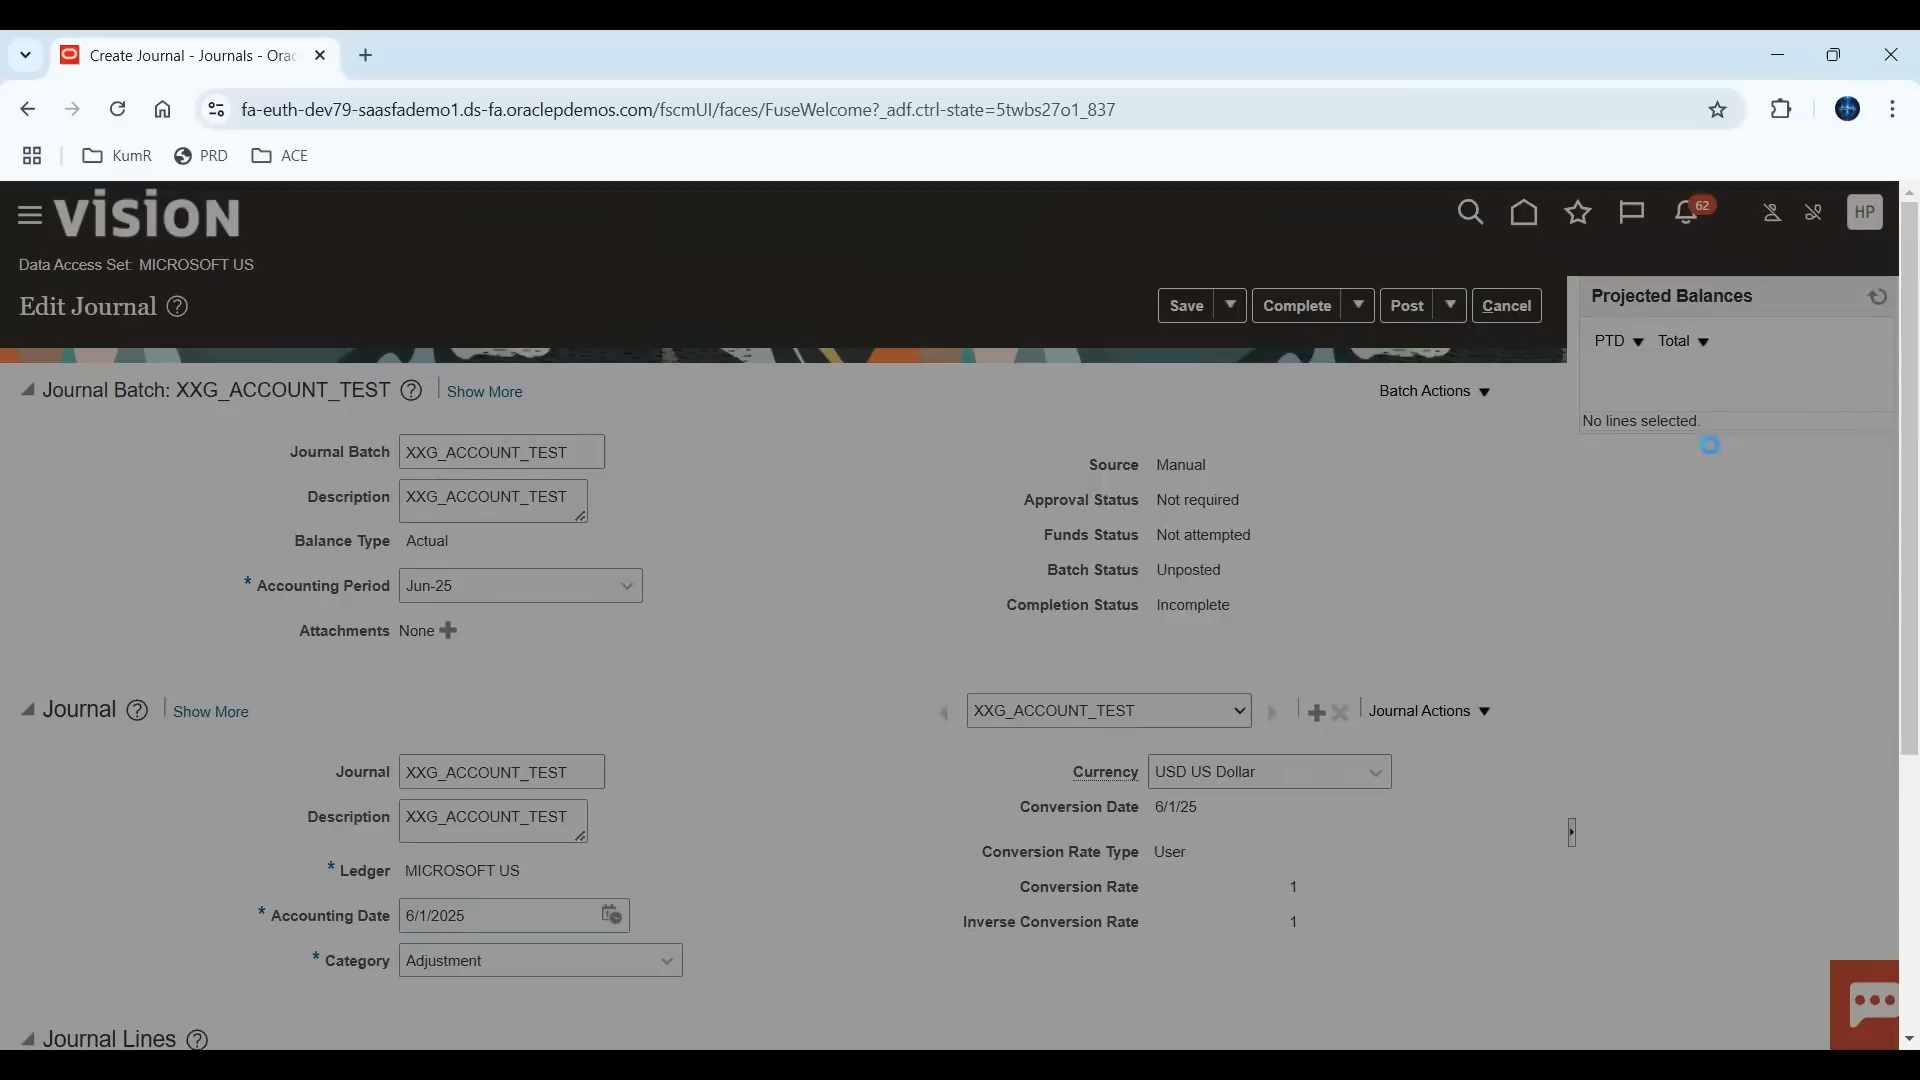 Create Journal - Journals - Orac
fa-euth-dev79-saasfademo1.ds-fa.oraclepdemos.com/fscmUI/faces/FuseWelcome?_adf.ctrl-state=5twbs27o1_837
KumR PRD ACE
VISION
62
HP
Data Access Set: MICROSOFT US
Edit Journal
Save Complete Post Cancel
Projected Balances
PTD Total
No lines selected.
Journal Batch: XXG_ACCOUNT_TEST Show More Batch Actions
Journal Batch XXG_ACCOUNT_TEST
Description XXG_ACCOUNT_TEST
Balance Type Actual
* Accounting Period Jun-25
Attachments None
Source Manual
Approval Status Not required
Funds Status Not attempted
Batch Status Unposted
Completion Status Incomplete
Journal Show More XXG_ACCOUNT_TEST Journal Actions
Journal XXG_ACCOUNT_TEST
Description XXG_ACCOUNT_TEST
* Ledger MICROSOFT US
* Accounting Date 6/1/2025
* Category Adjustment
Currency USD US Dollar
Conversion Date 6/1/25
Conversion Rate Type User
Conversion Rate 1
Inverse Conversion Rate 1
Journal Lines